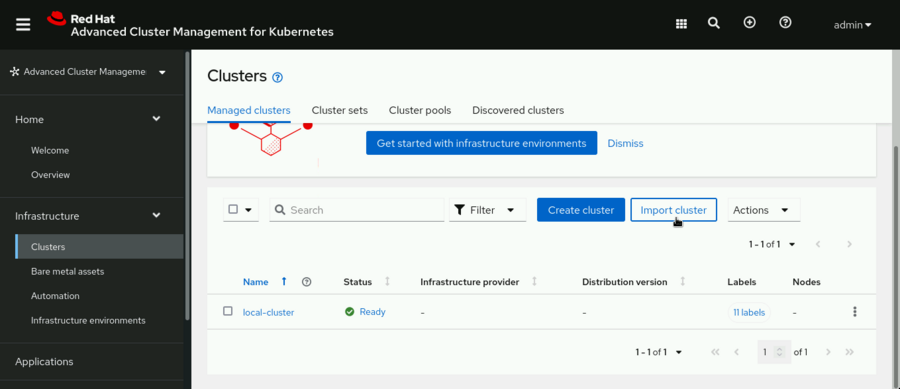 Red Hat
Advanced Cluster Management for Kubernetes
admin
Advanced Cluster Manageme
Home
Welcome
Overview
Infrastructure
Clusters
Bare metal assets
Automation
Infrastructure environments
Applications
Clusters
Managed clusters Cluster sets Cluster pools Discovered clusters
Get started with infrastructure environments Dismiss
Search Filter Create cluster Import cluster Actions
1 - 1 of 1
Name Status Infrastructure provider Distribution version Labels Nodes
local-cluster Ready - - 11 labels -
1 - 1 of 1 1 of 1